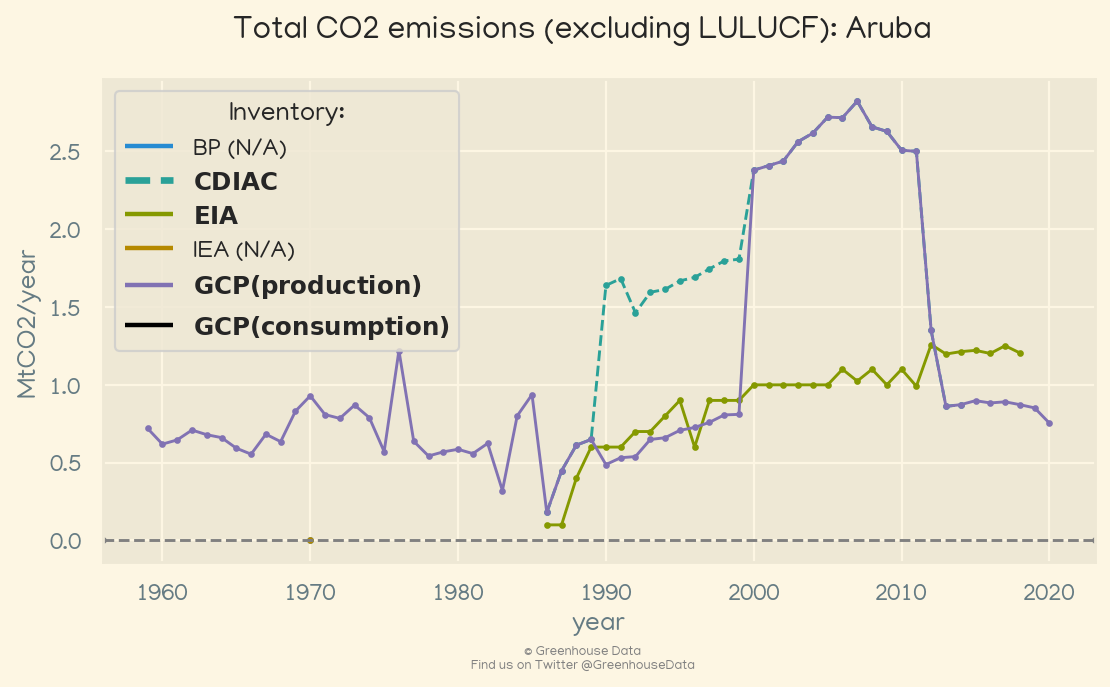 Total CO2 emissions (excluding LULUCF): Aruba
Inventory:
BP (N/A)
CDIAC
EIA
IEA (N/A)
GCP(production)
GCP(consumption)
MtCO2/year
2.5
2.0
1.5
1.0
0.5
0.0
1960 1970 1980 1990 2000 2010 2020
year
© Greenhouse Data
Find us on Twitter @GreenhouseData